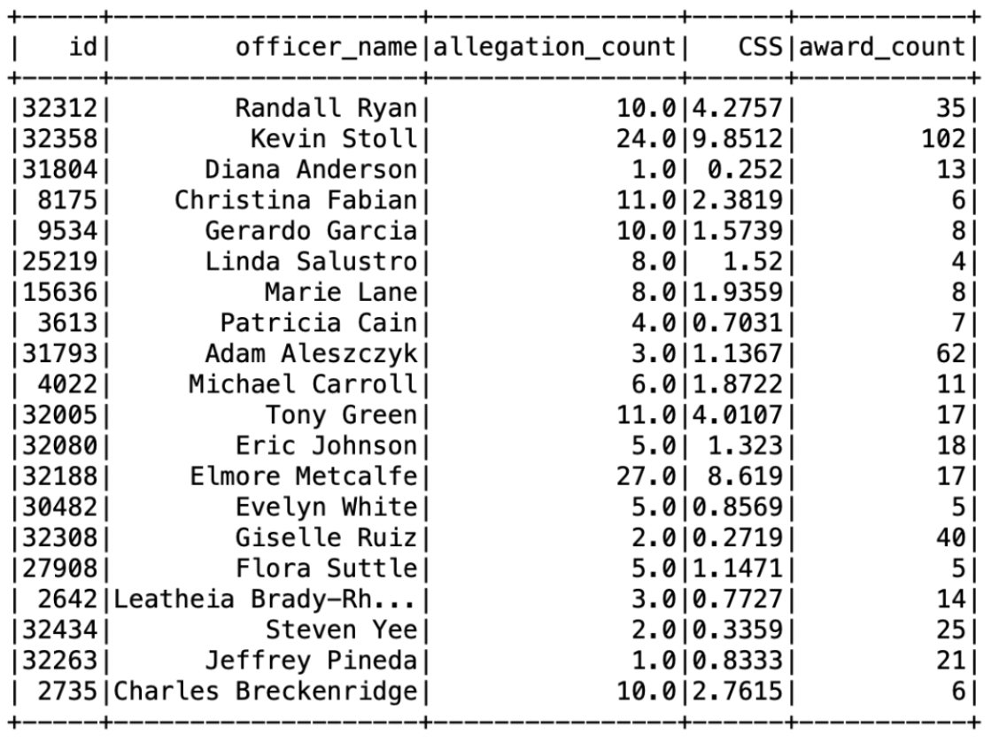 +-----+--------------------+----------------+------+-----------+
|   id|        officer_name|allegation_count|   CSS|award_count|
+-----+--------------------+----------------+------+-----------+
|32312|        Randall Ryan|            10.0|4.2757|         35|
|32358|         Kevin Stoll|            24.0|9.8512|        102|
|31804|      Diana Anderson|             1.0| 0.252|         13|
| 8175|    Christina Fabian|            11.0|2.3819|          6|
| 9534|      Gerardo Garcia|            10.0|1.5739|          8|
|25219|      Linda Salustro|             8.0|  1.52|          4|
|15636|          Marie Lane|             8.0|1.9359|          8|
| 3613|       Patricia Cain|             4.0|0.7031|          7|
|31793|      Adam Aleszczyk|             3.0|1.1367|         62|
| 4022|     Michael Carroll|             6.0|1.8722|         11|
|32005|          Tony Green|            11.0|4.0107|         17|
|32080|        Eric Johnson|             5.0| 1.323|         18|
|32188|     Elmore Metcalfe|            27.0| 8.619|         17|
|30482|        Evelyn White|             5.0|0.8569|          5|
|32308|        Giselle Ruiz|             2.0|0.2719|         40|
|27908|        Flora Suttle|             5.0|1.1471|          5|
| 2642|Leatheia Brady-Rh...|             3.0|0.7727|         14|
|32434|          Steven Yee|             2.0|0.3359|         25|
|32263|      Jeffrey Pineda|             1.0|0.8333|         21|
| 2735|Charles Breckenridge|            10.0|2.7615|          6|
+-----+--------------------+----------------+------+-----------+